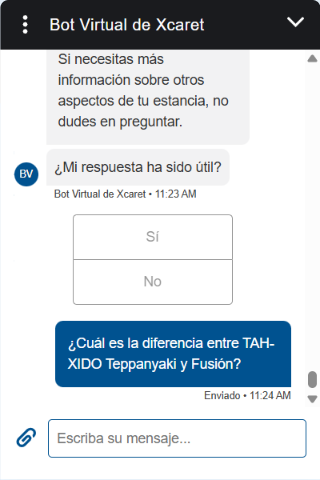 Bot Virtual de Xcaret
Si necesitas más
información sobre otros
aspectos de tu estancia, no
dudes en preguntar.
¿Mi respuesta ha sido útil?
BV
Bot Virtual de Xcaret • 11:23 AM
Sí
No
¿Cuál es la diferencia entre TAH-
XIDO Teppanyaki y Fusión?
Enviado • 11:24 AM
Escriba su mensaje...